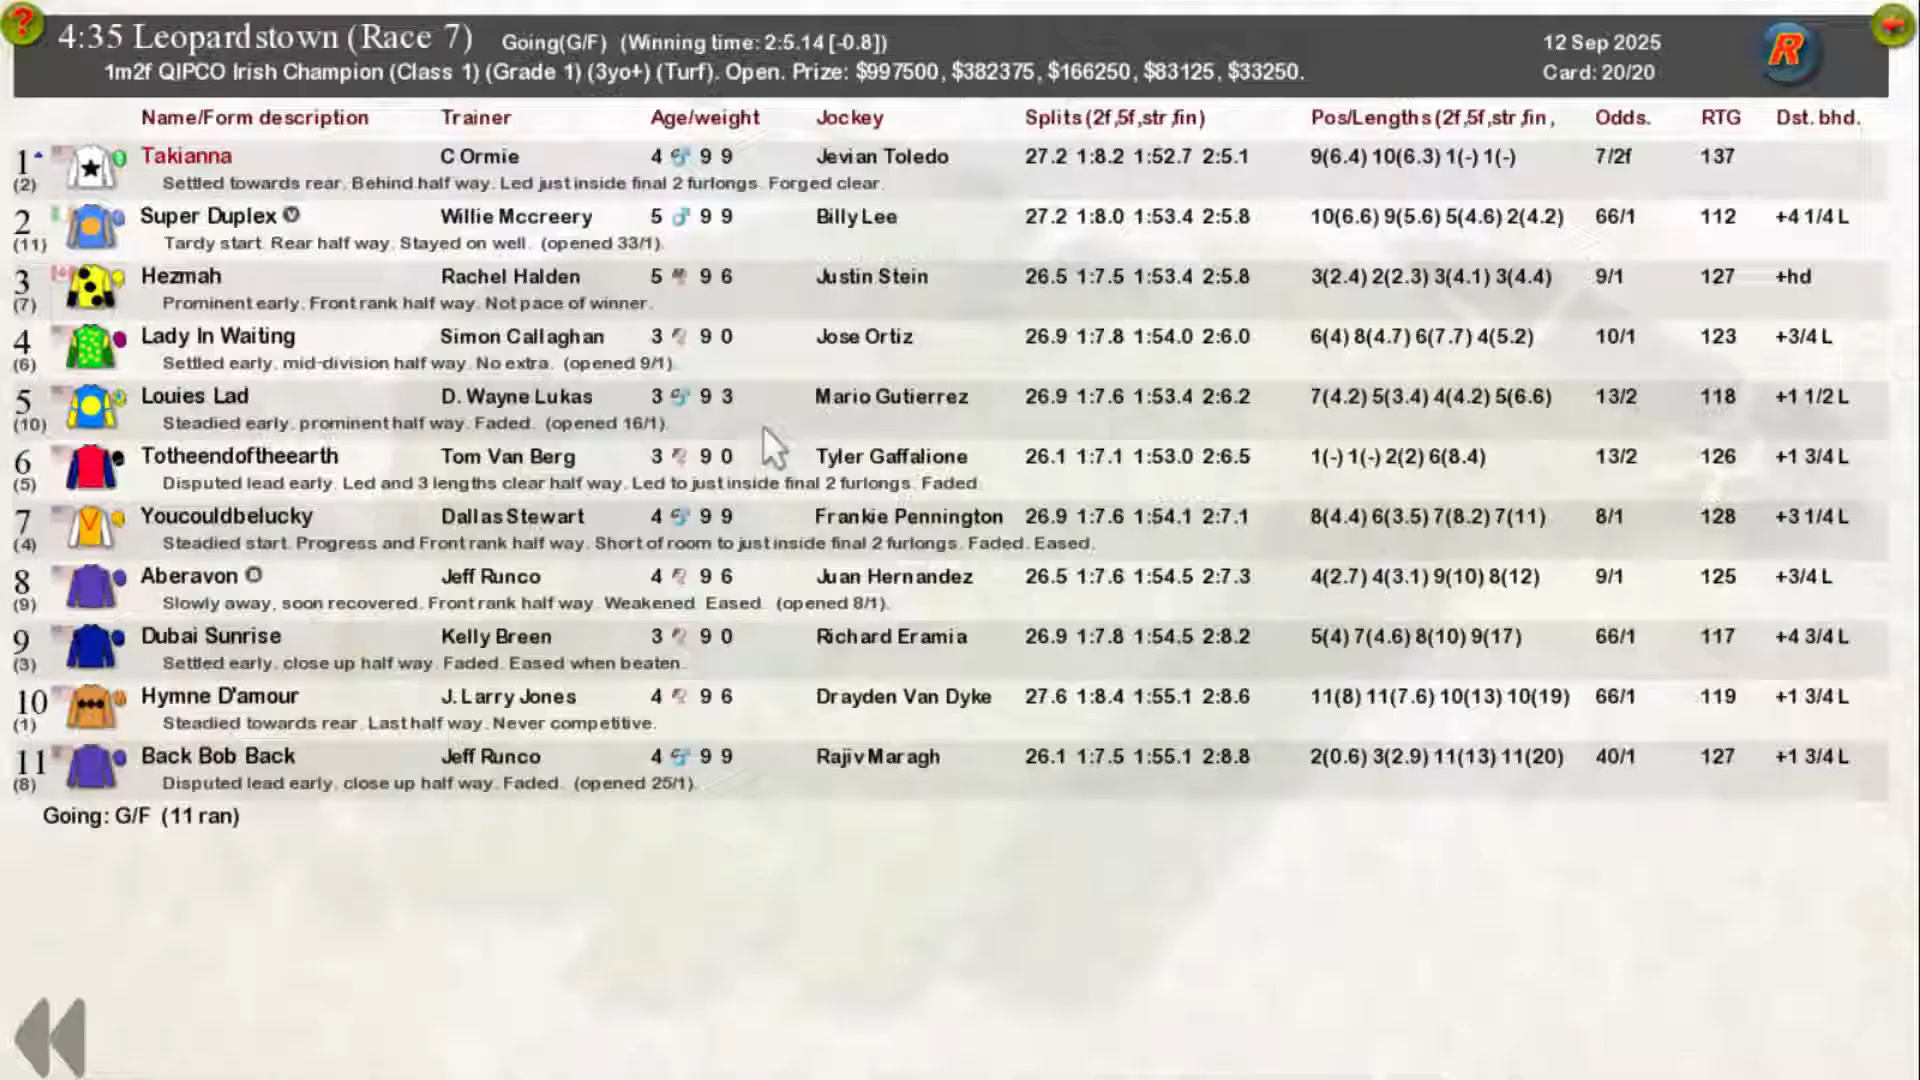 ?
4:35 Leopardstown (Race 7) Going(G/F) (Winning time: 2:5.14 [-0.8]) 12 Sep 2025
1m2f QIPCO Irish Champion (Class 1) (Grade 1) (3yo+) (Turf). Open. Prize: $997500, $382375, $166250, $83125, $33250. Card: 20/20
R
Name/Form description Trainer Age/weight Jockey Splits (2f,5f,str,fin) Pos/Lengths (2f,5f,str,fin, Odds. RTG Dst. bhd.
1 Takianna C Ormie 4 9 9 Jevian Toledo 27.2 1:8.2 1:52.7 2:5.1 9(6.4) 10(6.3) 1(-) 1(-) 7/2f 137
(2) Settled towards rear. Behind half way. Led just inside final 2 furlongs. Forged clear.
2 Super Duplex V Willie Mccreery 5 9 9 Billy Lee 27.2 1:8.0 1:53.4 2:5.8 10(6.6) 9(5.6) 5(4.6) 2(4.2) 66/1 112 +4 1/4 L
(11) Tardy start. Rear half way. Stayed on well. (opened 33/1).
3 Hezmah Rachel Halden 5 9 6 Justin Stein 26.5 1:7.5 1:53.4 2:5.8 3(2.4) 2(2.3) 3(4.1) 3(4.4) 9/1 127 +hd
(7) Prominent early. Front rank half way. Not pace of winner.
4 Lady In Waiting Simon Callaghan 3 9 0 Jose Ortiz 26.9 1:7.8 1:54.0 2:6.0 6(4) 8(4.7) 6(7.7) 4(5.2) 10/1 123 +3/4 L
(6) Settled early, mid-division half way. No extra. (opened 9/1).
5 Louies Lad D. Wayne Lukas 3 9 3 Mario Gutierrez 26.9 1:7.6 1:53.4 2:6.2 7(4.2) 5(3.4) 4(4.2) 5(6.6) 13/2 118 +1 1/2 L
(10) Steadied early, prominent half way. Faded. (opened 16/1).
6 Totheendoftheearth Tom Van Berg 3 9 0 Tyler Gaffalione 26.1 1:7.1 1:53.0 2:6.5 1(-) 1(-) 2(2) 6(8.4) 13/2 126 +1 3/4 L
(5) Disputed lead early. Led and 3 lengths clear half way. Led to just inside final 2 furlongs. Faded.
7 Youcouldbelucky Dallas Stewart 4 9 9 Frankie Pennington 26.9 1:7.6 1:54.1 2:7.1 8(4.4) 6(3.5) 7(8.2) 7(11) 8/1 128 +3 1/4 L
(4) Steadied start. Progress and Front rank half way. Short of room to just inside final 2 furlongs. Faded. Eased.
8 Aberavon Jeff Runco 4 9 6 Juan Hernandez 26.5 1:7.6 1:54.5 2:7.3 4(2.7) 4(3.1) 9(10) 8(12) 9/1 125 +3/4 L
(9) Slowly away, soon recovered. Front rank half way. Weakened. Eased. (opened 8/1).
9 Dubai Sunrise Kelly Breen 3 9 0 Richard Eramia 26.9 1:7.8 1:54.5 2:8.2 5(4) 7(4.6) 8(10) 9(17) 66/1 117 +4 3/4 L
(3) Settled early, close up half way. Faded. Eased when beaten.
10 Hymne D'amour J. Larry Jones 4 9 6 Drayden Van Dyke 27.6 1:8.4 1:55.1 2:8.6 11(8) 11(7.6) 10(13) 10(19) 66/1 119 +1 3/4 L
(1) Steadied towards rear. Last half way. Never competitive.
11 Back Bob Back Jeff Runco 4 9 9 Rajiv Maragh 26.1 1:7.5 1:55.1 2:8.8 2(0.6) 3(2.9) 11(13) 11(20) 40/1 127 +1 3/4 L
(8) Disputed lead early, close up half way. Faded. (opened 25/1).
Going: G/F (11 ran)